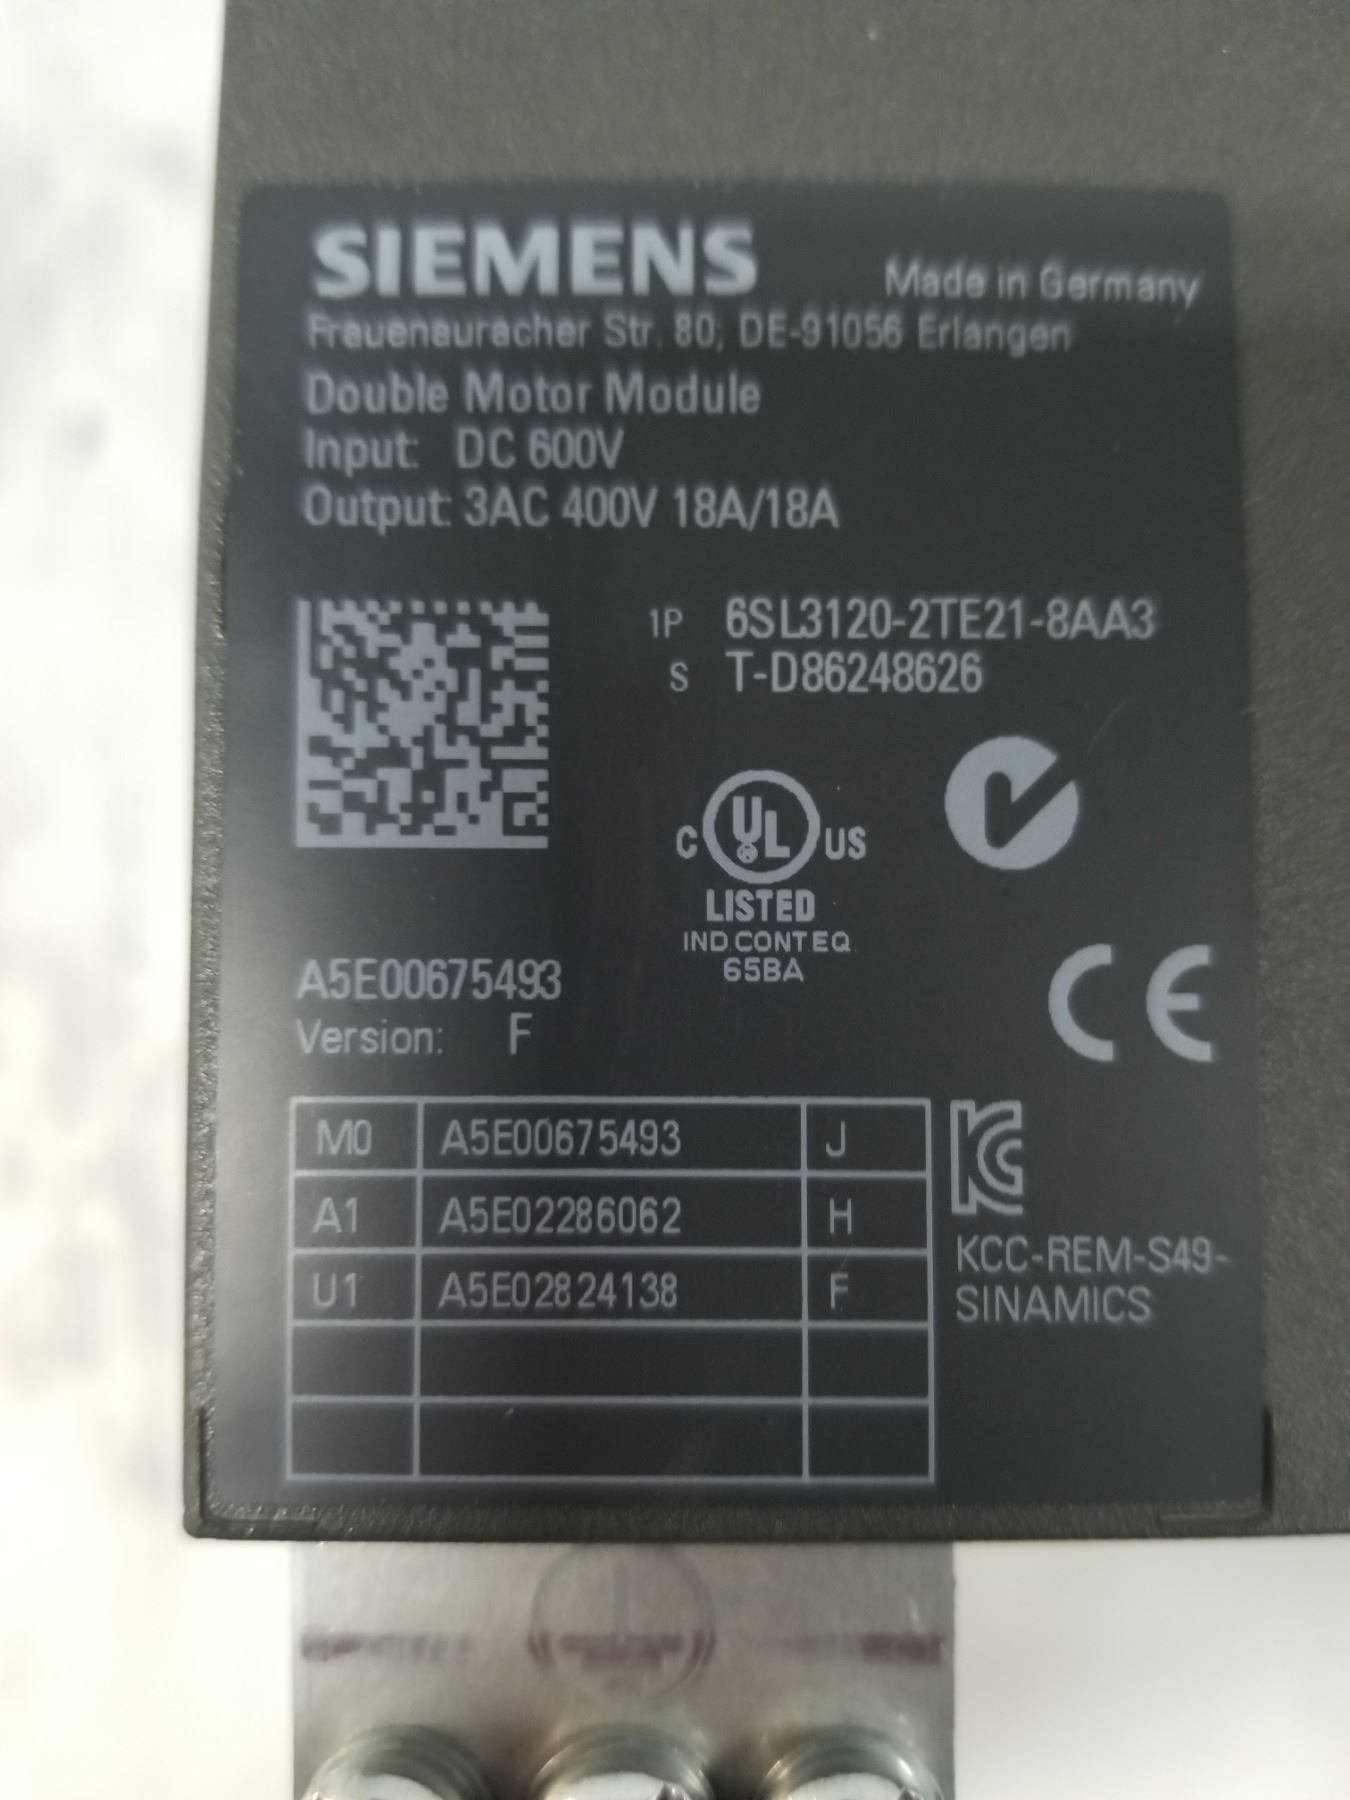 SIEMENS
Made in Germany
Frauenauracher Str. 80; DE-91056 Erlangen
Double Motor Module
Input: DC 600V
Output: 3AC 400V 18A/18A
1P 6SL3120-2TE21-8AA3
S T-D86248626
C UL US
LISTED
IND.CONT.EQ.
65BA
A5E00675493
Version: F
CE
M0 A5E00675493 J
A1 A5E02286062 H
U1 A5E02824138 F
KC
KCC-REM-S49-
SINAMICS